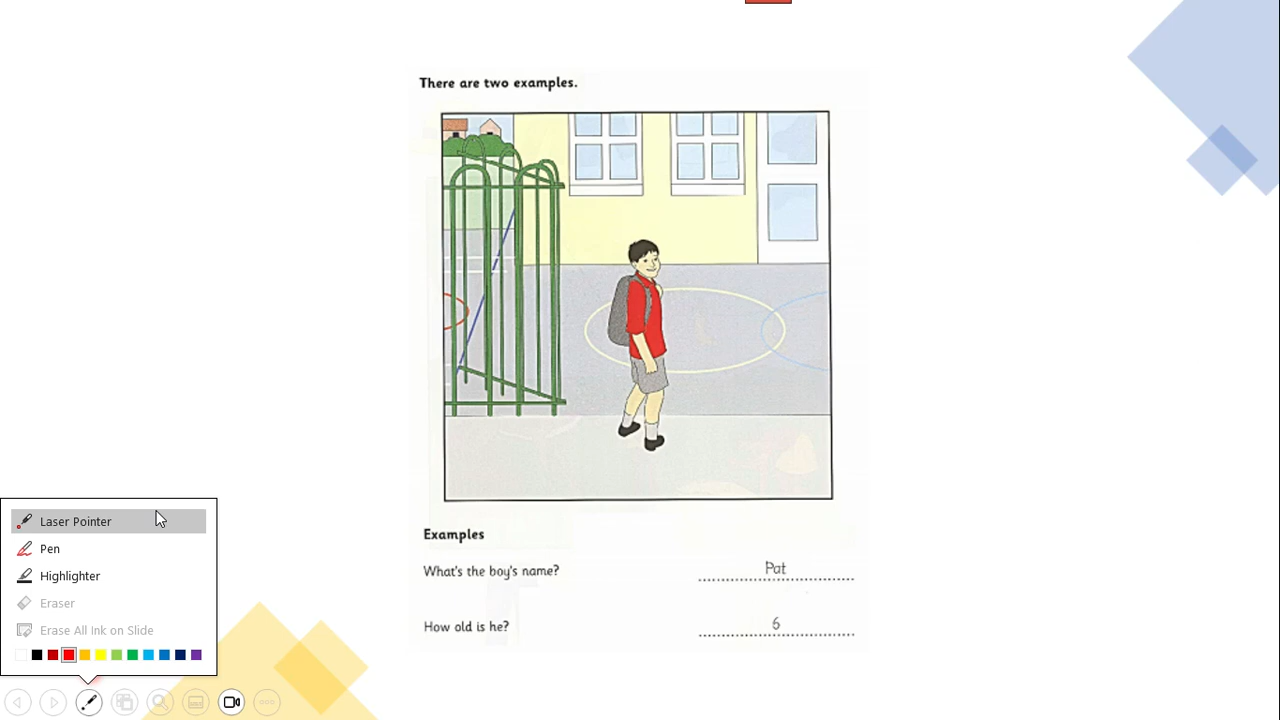 There are two examples.
Examples
What's the boy's name? Pat
How old is he? 6
Laser Pointer
Pen
Highlighter
Eraser
Erase All Ink on Slide